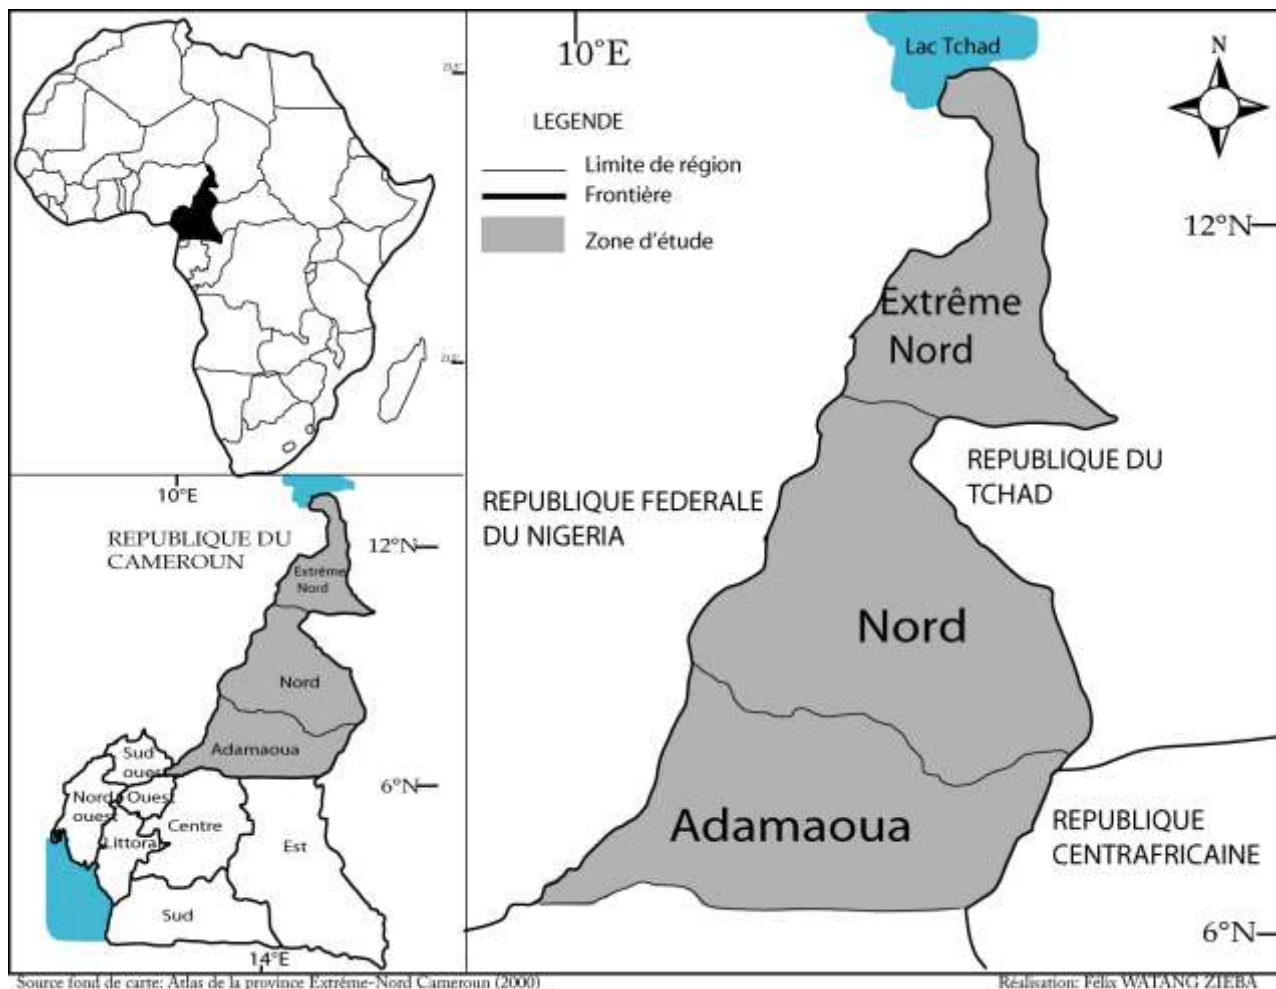 10°E
Lac Tchad
N
LEGENDE
Limite de région
Frontière
Zone d'étude
12°N
Extrême
Nord
REPUBLIQUE DU
TCHAD
REPUBLIQUE FEDERALE
DU NIGERIA
Nord
Adamaoua
REPUBLIQUE
CENTRAFRICAINE
6°N
10°E
REPUBLIQUE DU
CAMEROUN
12°N
Extrême
Nord
Nord
Adamaoua
Sud
ouest
6°N
Nord
ouest
Ouest
Centre
Littoral
Est
Sud
14°E
Source fond de carte: Atlas de la province Extrême-Nord Cameroun (2000)
Réalisation: Félix WATANG ZIEBA